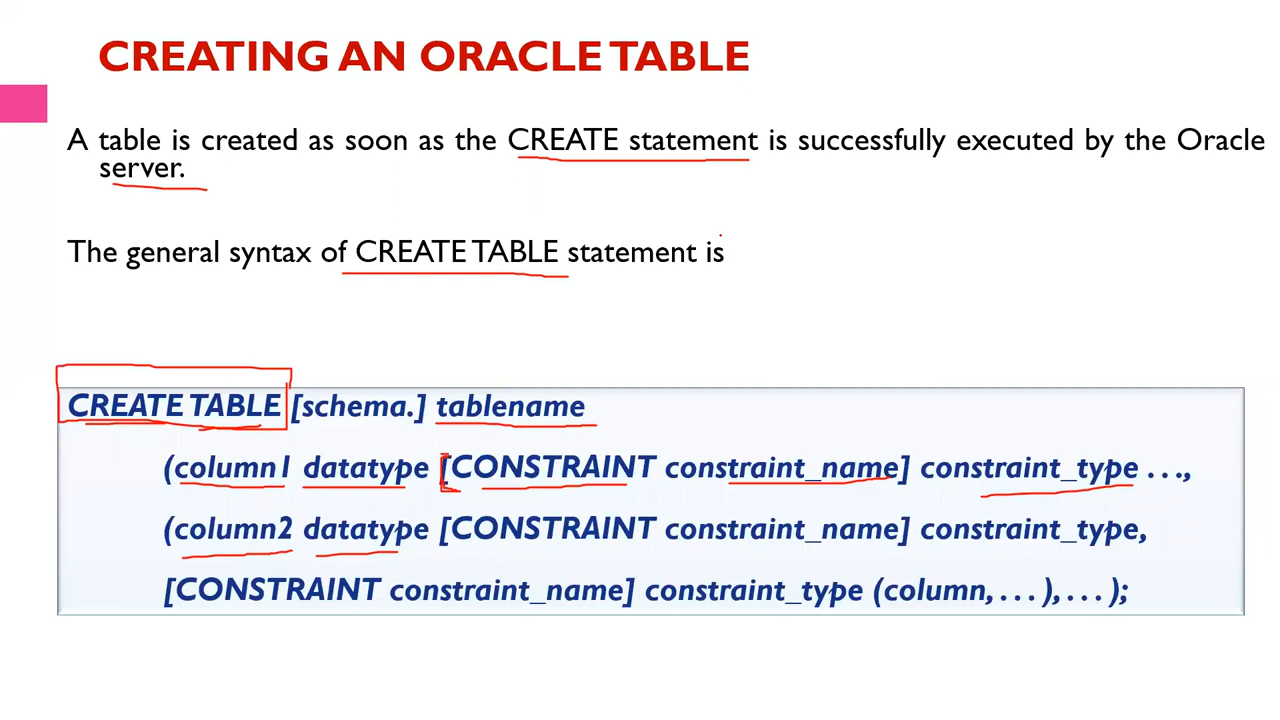 CREATING AN ORACLE TABLE
A table is created as soon as the CREATE statement is successfully executed by the Oracle
server.
The general syntax of CREATE TABLE statement is
CREATE TABLE [schema.] tablename
(column1 datatype [CONSTRAINT constraint_name] constraint_type . . .,
(column2 datatype [CONSTRAINT constraint_name] constraint_type,
[CONSTRAINT constraint_name] constraint_type (column, . . . ), . . . );